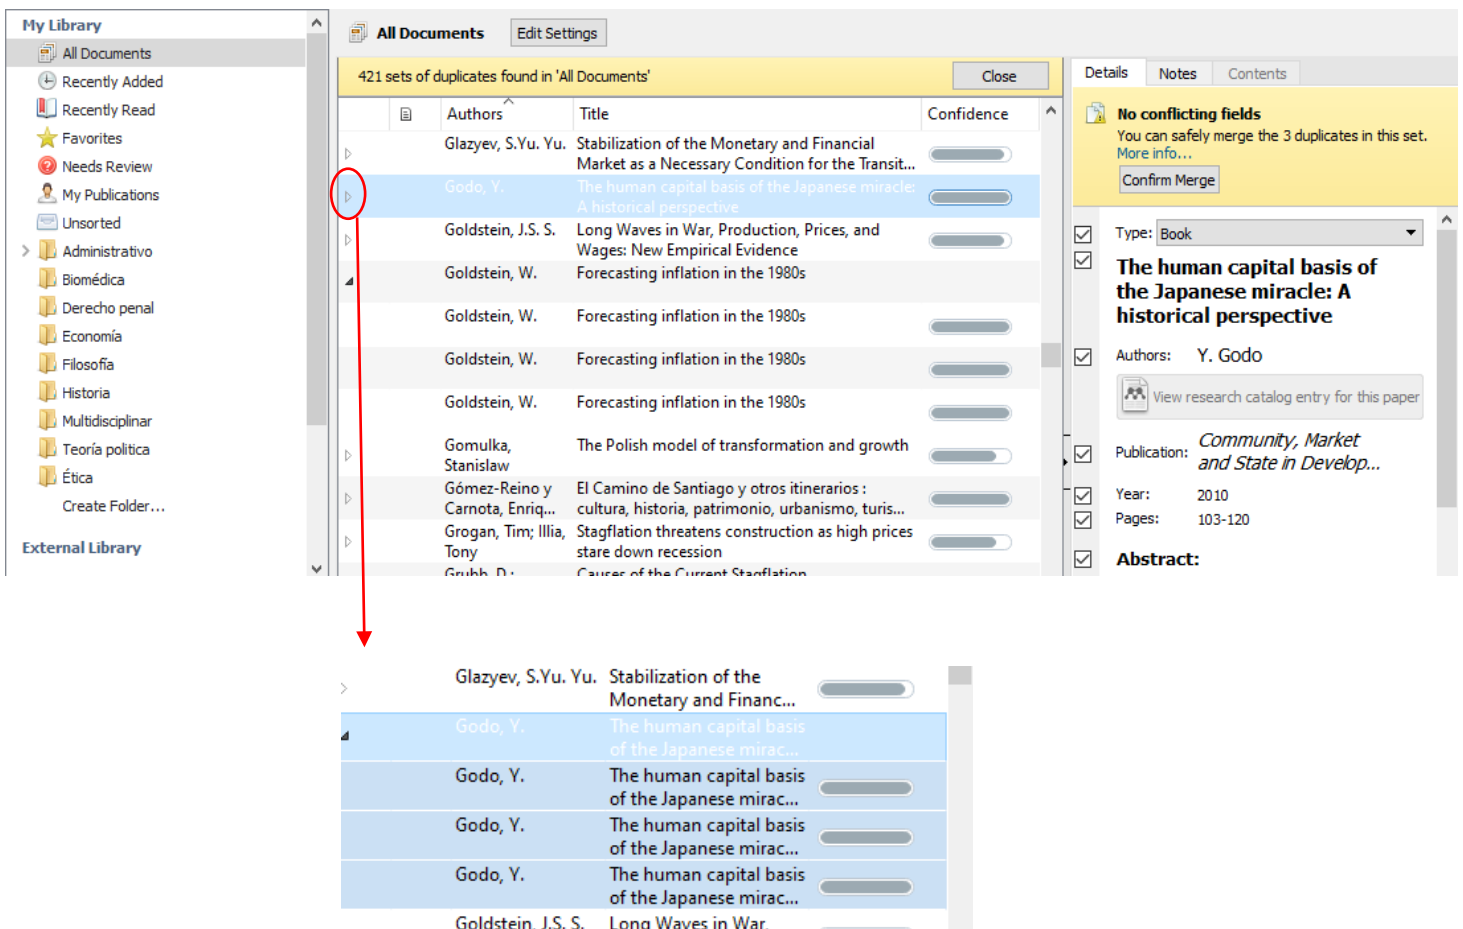 My Library
All Documents
Recently Added
Recently Read
Favorites
Needs Review
My Publications
Unsorted
Administrativo
Biomédica
Derecho penal
Economía
Filosofía
Historia
Multidisciplinar
Teoría politica
Ética
Create Folder...
External Library
All Documents
Edit Settings
421 sets of duplicates found in 'All Documents'
Close
Authors Title Confidence
Glazyev, S.Yu. Yu. Stabilization of the Monetary and Financial
Market as a Necessary Condition for the Transit...
Godo, Y. The human capital basis of the Japanese miracle:
A historical perspective
Goldstein, J.S. S. Long Waves in War, Production, Prices, and
Wages: New Empirical Evidence
Goldstein, W. Forecasting inflation in the 1980s
Goldstein, W. Forecasting inflation in the 1980s
Goldstein, W. Forecasting inflation in the 1980s
Goldstein, W. Forecasting inflation in the 1980s
Gomulka, The Polish model of transformation and growth
Stanislaw
Gómez-Reino y El Camino de Santiago y otros itinerarios :
Carnota, Enriq... cultura, historia, patrimonio, urbanismo, turis...
Grogan, Tim; Illia, Stagflation threatens construction as high prices
Tony stare down recession
Grubb, D.; Causes of the Current Stagflation
Details Notes Contents
No conflicting fields
You can safely merge the 3 duplicates in this set.
More info...
Confirm Merge
Type: Book
The human capital basis of
the Japanese miracle: A
historical perspective
Authors: Y. Godo
View research catalog entry for this paper
Publication: Community, Market
and State in Develop...
Year: 2010
Pages: 103-120
Abstract:
Glazyev, S.Yu. Yu. Stabilization of the
Monetary and Financ...
Godo, Y. The human capital basis
of the Japanese mirac...
Godo, Y. The human capital basis
of the Japanese mirac...
Godo, Y. The human capital basis
of the Japanese mirac...
Godo, Y. The human capital basis
of the Japanese mirac...
Goldstein, J.S. S. Long Waves in War,